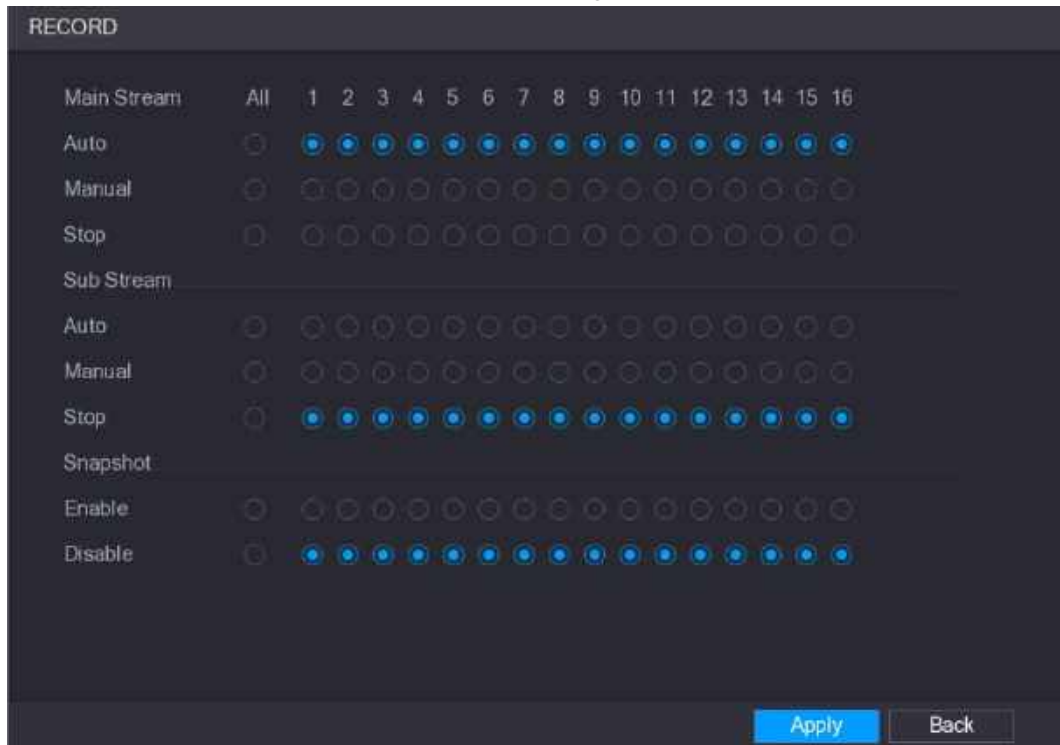 RECORD
Main Stream All 1 2 3 4 5 6 7 8 9 10 11 12 13 14 15 16
Auto
Manual
Stop
Sub Stream
Auto
Manual
Stop
Snapshot
Enable
Disable
Apply Back